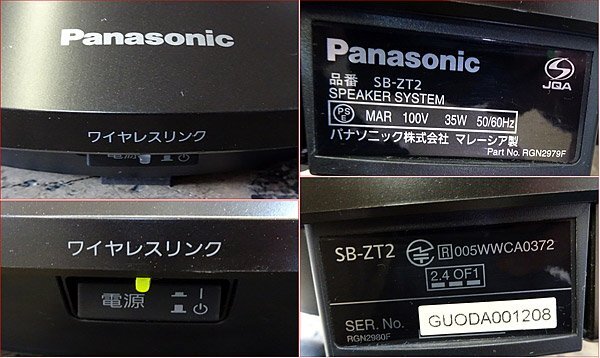 Panasonic
ワイヤレスリンク
電源
Panasonic
品番 SB-ZT2
SPEAKER SYSTEM
JQA
PSE MAR 100V 35W 50/60Hz
パナソニック株式会社 マレーシア製
Part No. RGN2979F
ワイヤレスリンク
電源
SB-ZT2 R 005WWCA0372
2.4 OF1
SER. No. GUODA001208
RGN2980F